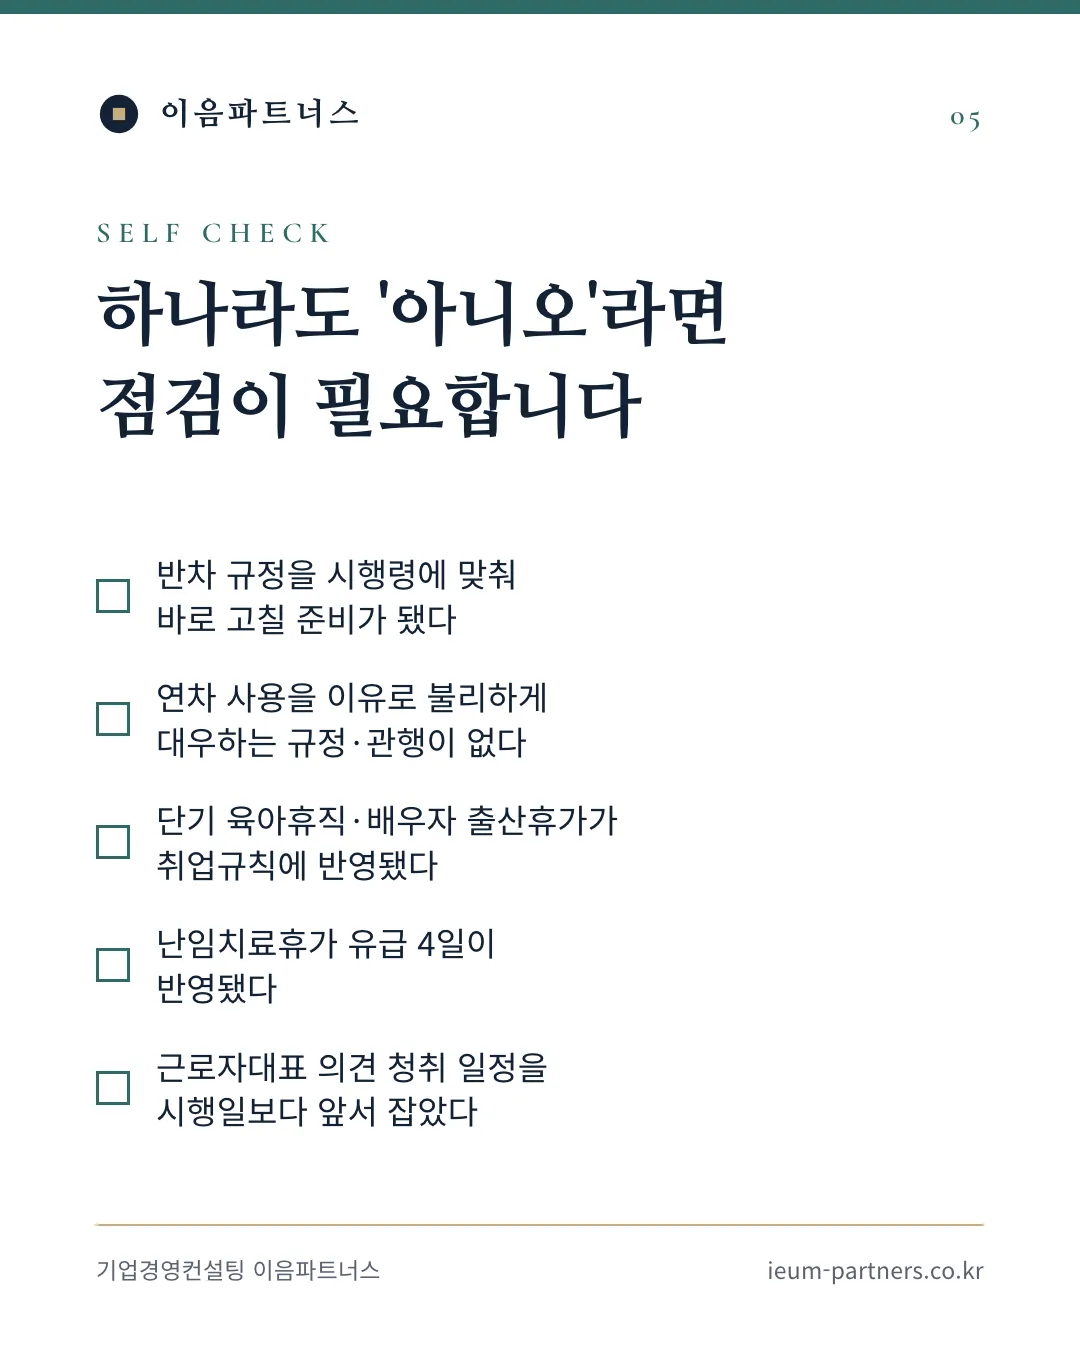 이음파트너스
05
SELF CHECK
하나라도 '아니오'라면
점검이 필요합니다
반차 규정을 시행령에 맞춰
바로 고칠 준비가 됐다
연차 사용을 이유로 불리하게
대우하는 규정·관행이 없다
단기 육아휴직·배우자 출산휴가가
취업규칙에 반영됐다
난임치료휴가 유급 4일이
반영됐다
근로자대표 의견 청취 일정을
시행일보다 앞서 잡았다
기업경영컨설팅 이음파트너스
ieum-partners.co.kr